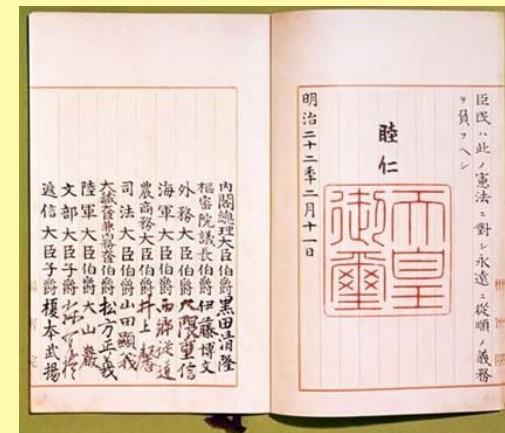 臣民ハ此ノ憲法ニ對シ永遠ニ從順ノ義務
ヲ負フヘシ
睦仁
天皇
御璽
明治二十二年二月十一日
内閣總理大臣伯爵黒田清隆
樞密院議長伯爵伊藤博文
外務大臣伯爵大隈重信
海軍大臣伯爵西郷從道
農商務大臣伯爵井上馨
司法大臣伯爵山田顯義
大藏大臣兼内務大臣伯爵松方正義
陸軍大臣伯爵大山巖
文部大臣子爵森有禮
遞信大臣子爵榎本武揚